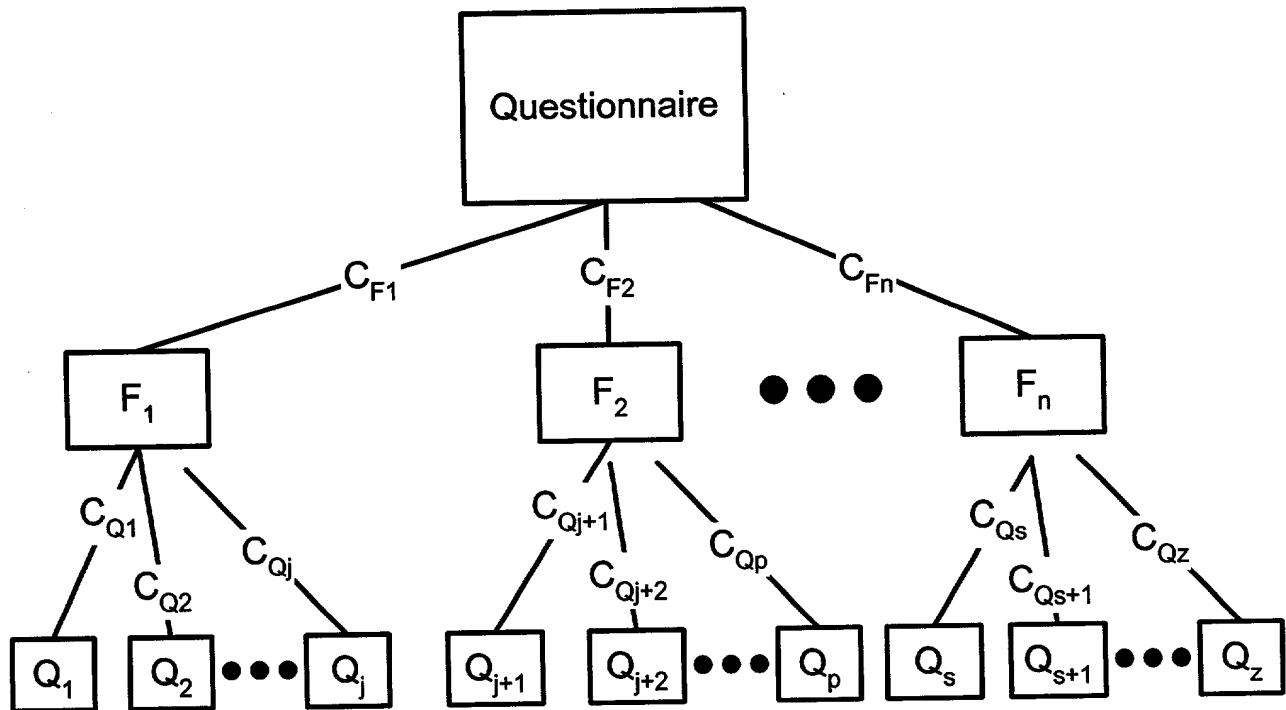 Questionnaire
C_F1
C_F2
C_Fn
F_1
F_2
F_n
C_Q1
C_Q2
C_Qj
C_Qj+1
C_Qj+2
C_Qp
C_Qs
C_Qs+1
C_Qz
Q_1
Q_2
Q_j
Q_j+1
Q_j+2
Q_p
Q_s
Q_s+1
Q_z